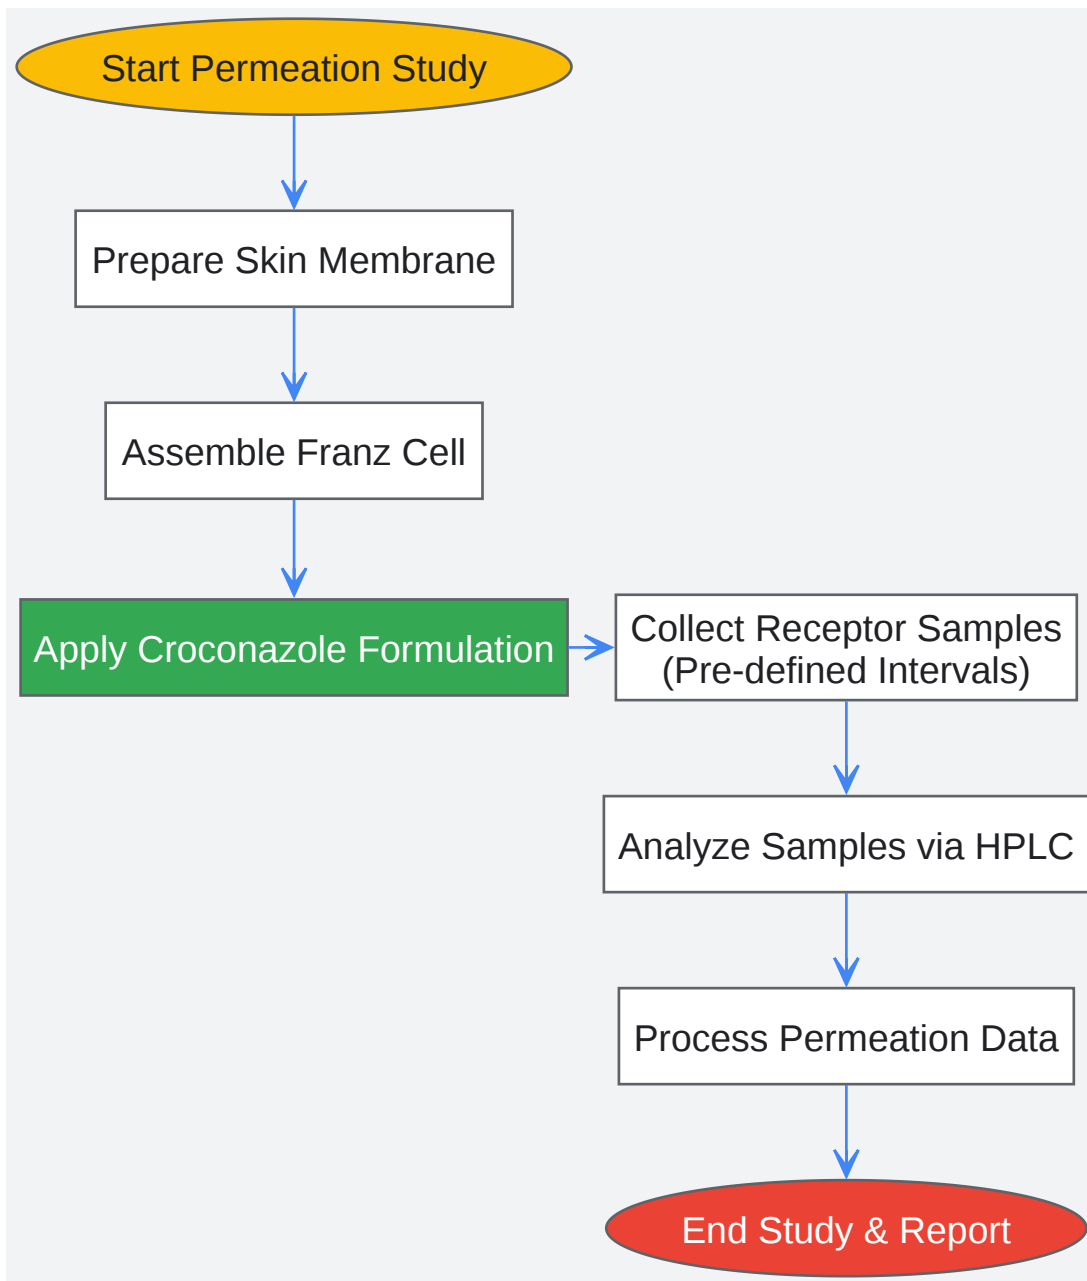 Start Permeation Study
Prepare Skin Membrane
Assemble Franz Cell
Apply Croconazole Formulation
Collect Receptor Samples
(Pre-defined Intervals)
Analyze Samples via HPLC
Process Permeation Data
End Study & Report